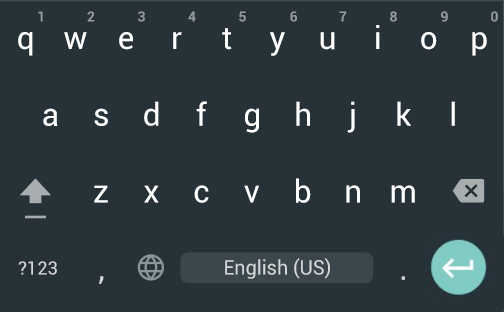 1 2 3 4 5 6 7 8 9 0
q w e r t y u i o p
a s d f g h j k l
z x c v b n m
?123 , English (US) .